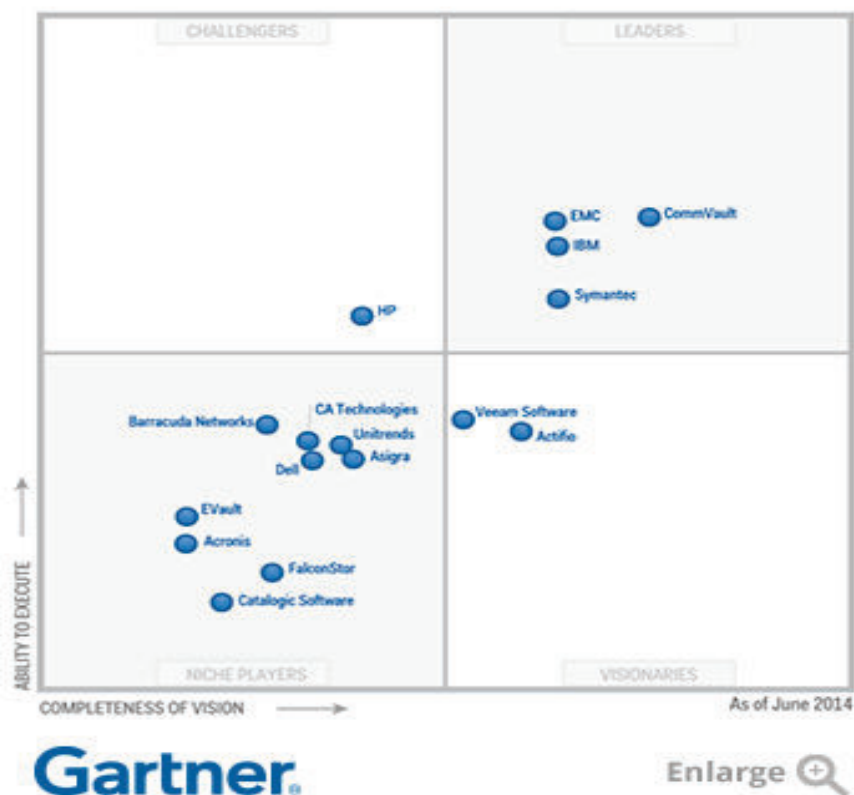 CHALLENGERS
LEADERS
EMC
CommVault
IBM
Symantec
HP
CA Technologies
Barracuda Networks
Veeam Software
Unitrends
Actifio
Dell
Asigra
EVault
Acronis
FalconStor
Catalogic Software
ABILITY TO EXECUTE
NICHE PLAYERS
VISIONARIES
COMPLETENESS OF VISION
As of June 2014
Gartner®
Enlarge